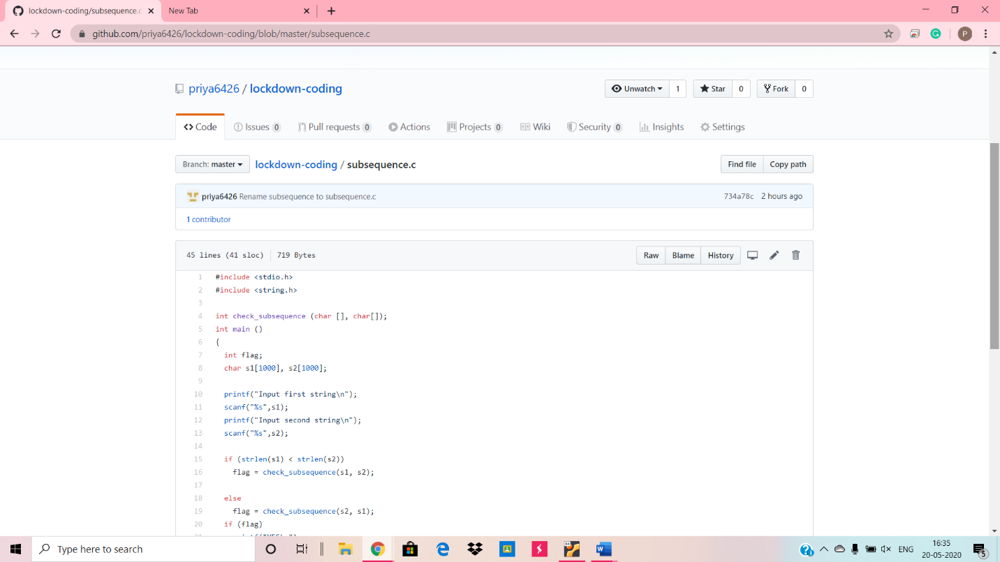 lockdown-coding/subsequence.c
New Tab
github.com/priya6426/lockdown-coding/blob/master/subsequence.c
P
priya6426 / lockdown-coding
Unwatch 1 Star 0 Fork 0
Code Issues 0 Pull requests 0 Actions Projects 0 Wiki Security 0 Insights Settings
Branch: master lockdown-coding / subsequence.c Find file Copy path
priya6426 Rename subsequence to subsequence.c 734a78c 2 hours ago
1 contributor
45 lines (41 sloc) 719 Bytes Raw Blame History
1 #include <stdio.h>
2 #include <string.h>
3
4 int check_subsequence (char [], char[]);
5 int main ()
6 {
7 int flag;
8 char s1[1000], s2[1000];
9
10 printf("Input first string\n");
11 scanf("%s",s1);
12 printf("Input second string\n");
13 scanf("%s",s2);
14
15 if (strlen(s1) < strlen(s2))
16 flag = check_subsequence(s1, s2);
17
18 else
19 flag = check_subsequence(s2, s1);
20 if (flag)
Type here to search
ENG
16:35
20-05-2020
5